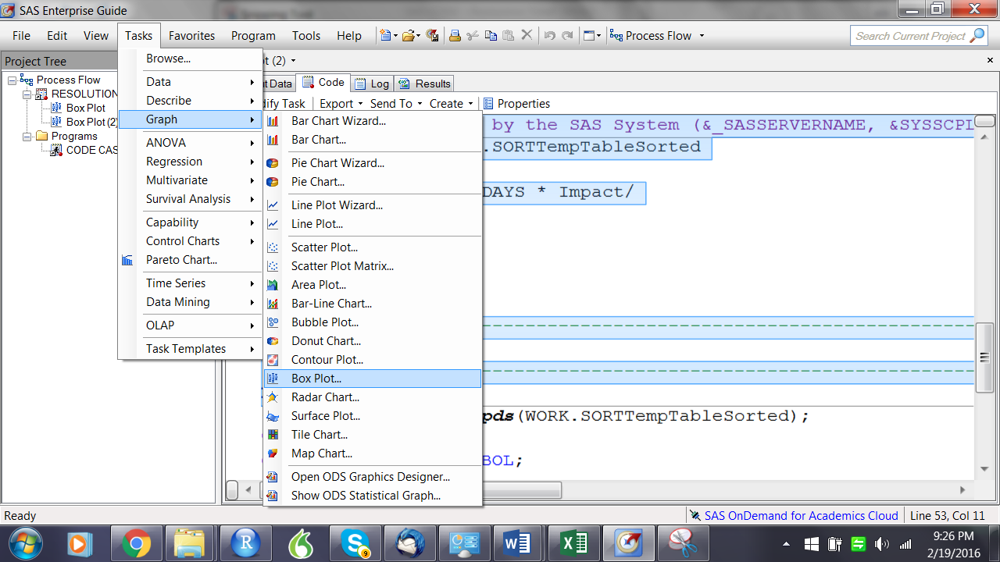 SAS Enterprise Guide
File Edit View Tasks Favorites Program Tools Help Process Flow Search Current Project
Project Tree
Process Flow
RESOLUTION
Box Plot
Box Plot (2)
Programs
CODE CAS
Browse...
Data
Describe
Graph
ANOVA
Regression
Multivariate
Survival Analysis
Capability
Control Charts
Pareto Chart...
Time Series
Data Mining
OLAP
Task Templates
Bar Chart Wizard...
Bar Chart...
Pie Chart Wizard...
Pie Chart...
Line Plot Wizard...
Line Plot...
Scatter Plot...
Scatter Plot Matrix...
Area Plot...
Bar-Line Chart...
Bubble Plot...
Donut Chart...
Contour Plot...
Box Plot...
Radar Chart...
Surface Plot...
Tile Chart...
Map Chart...
Open ODS Graphics Designer...
Show ODS Statistical Graph...
(2)
Data Code Log Results
Task Export Send To Create Properties
by the SAS System (&_SASSERVERNAME, &SYSSCPL
.SORTTempTableSorted
DAYS * Impact/
pds(WORK.SORTTempTableSorted);
BOL;
Ready SAS OnDemand for Academics Cloud Line 53, Col 11
9
9:26 PM
2/19/2016